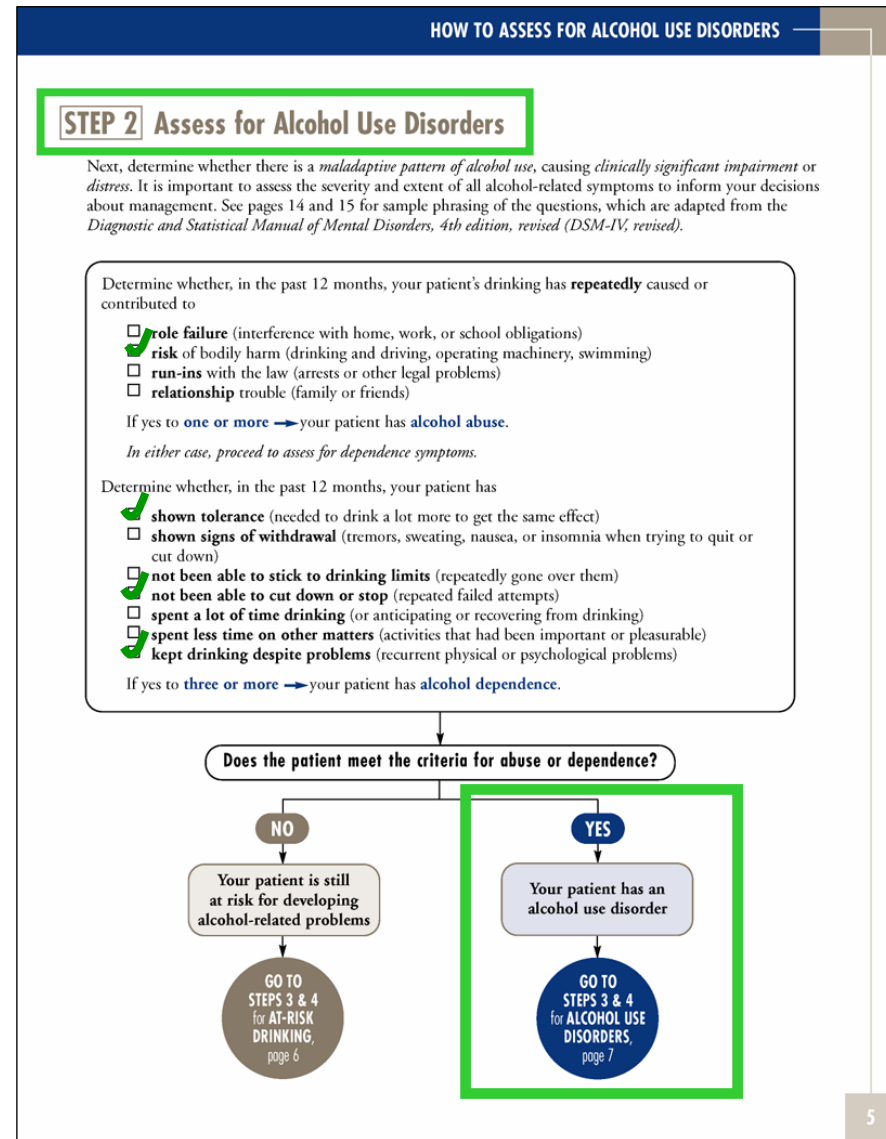 HOW TO ASSESS FOR ALCOHOL USE DISORDERS
STEP 2 Assess for Alcohol Use Disorders
Next, determine whether there is a maladaptive pattern of alcohol use, causing clinically significant impairment or
distress. It is important to assess the severity and extent of all alcohol-related symptoms to inform your decisions
about management. See pages 14 and 15 for sample phrasing of the questions, which are adapted from the
Diagnostic and Statistical Manual of Mental Disorders, 4th edition, revised (DSM-IV, revised).
Determine whether, in the past 12 months, your patient's drinking has repeatedly caused or
contributed to
role failure (interference with home, work, or school obligations)
risk of bodily harm (drinking and driving, operating machinery, swimming)
run-ins with the law (arrests or other legal problems)
relationship trouble (family or friends)
If yes to one or more → your patient has alcohol abuse.
In either case, proceed to assess for dependence symptoms.
Determine whether, in the past 12 months, your patient has
shown tolerance (needed to drink a lot more to get the same effect)
shown signs of withdrawal (tremors, sweating, nausea, or insomnia when trying to quit or
cut down)
not been able to stick to drinking limits (repeatedly gone over them)
not been able to cut down or stop (repeated failed attempts)
spent a lot of time drinking (or anticipating or recovering from drinking)
spent less time on other matters (activities that had been important or pleasurable)
kept drinking despite problems (recurrent physical or psychological problems)
If yes to three or more → your patient has alcohol dependence.
Does the patient meet the criteria for abuse or dependence?
NO
Your patient is still
at risk for developing
alcohol-related problems
GO TO
STEPS 3 & 4
for AT-RISK
DRINKING,
page 6
YES
Your patient has an
alcohol use disorder
GO TO
STEPS 3 & 4
for ALCOHOL USE
DISORDERS,
page 7
5